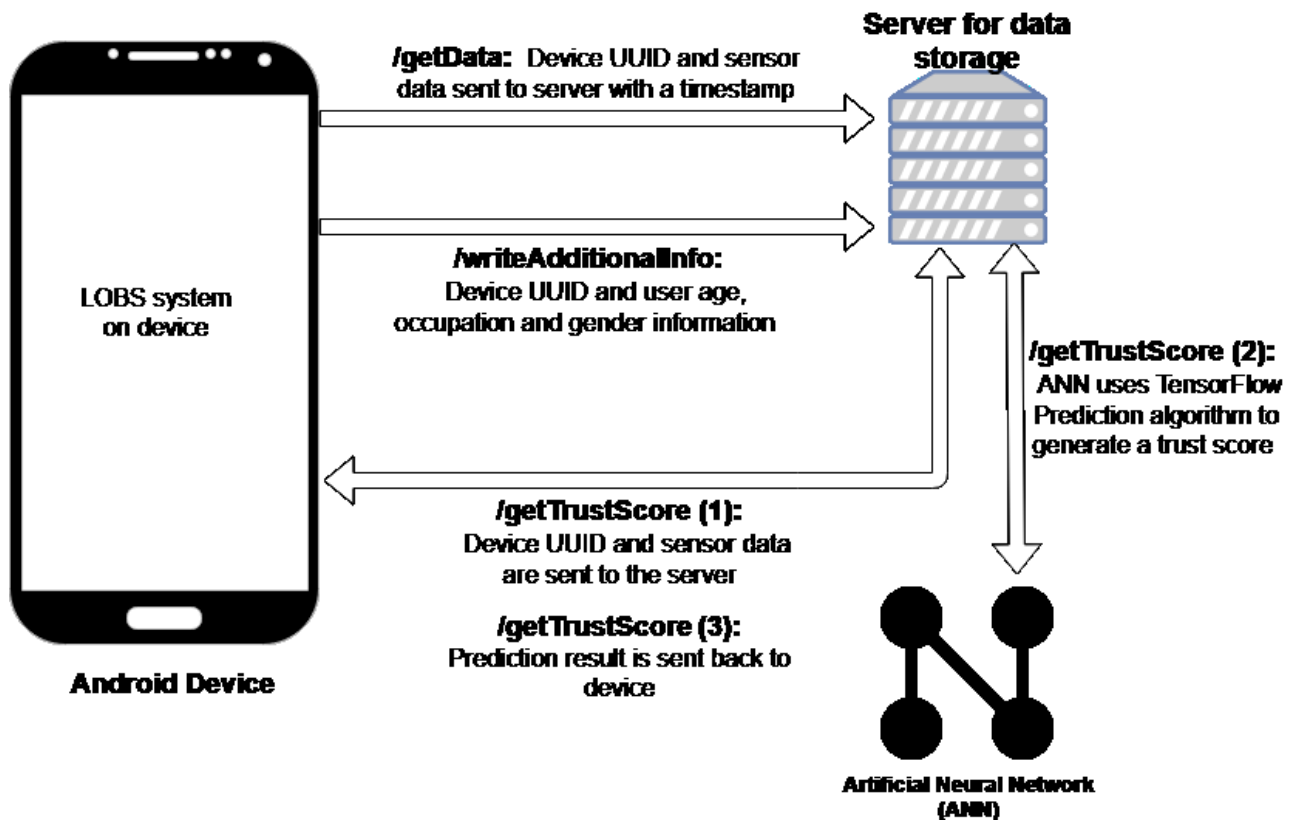 Server for data
storage
/getData: Device UUID and sensor
data sent to server with a timestamp
/writeAdditionalInfo:
Device UUID and user age,
occupation and gender information
LOBS system
on device
/getTrustScore (2):
ANN uses TensorFlow
Prediction algorithm to
generate a trust score
/getTrustScore (1):
Device UUID and sensor data
are sent to the server
/getTrustScore (3):
Prediction result is sent back to
device
Android Device
Artificial Neural Network
(ANN)